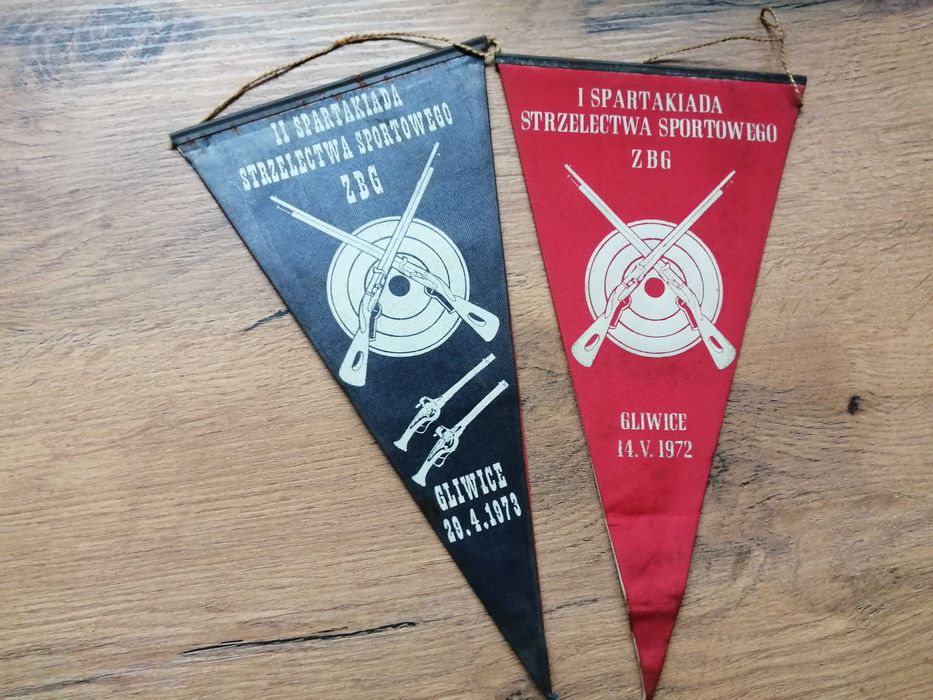 II SPARTAKIADA
STRZELECTWA SPORTOWEGO
ZBG
GLIWICE
29.4.1973
I SPARTAKIADA
STRZELECTWA SPORTOWEGO
ZBG
GLIWICE
14.V.1972